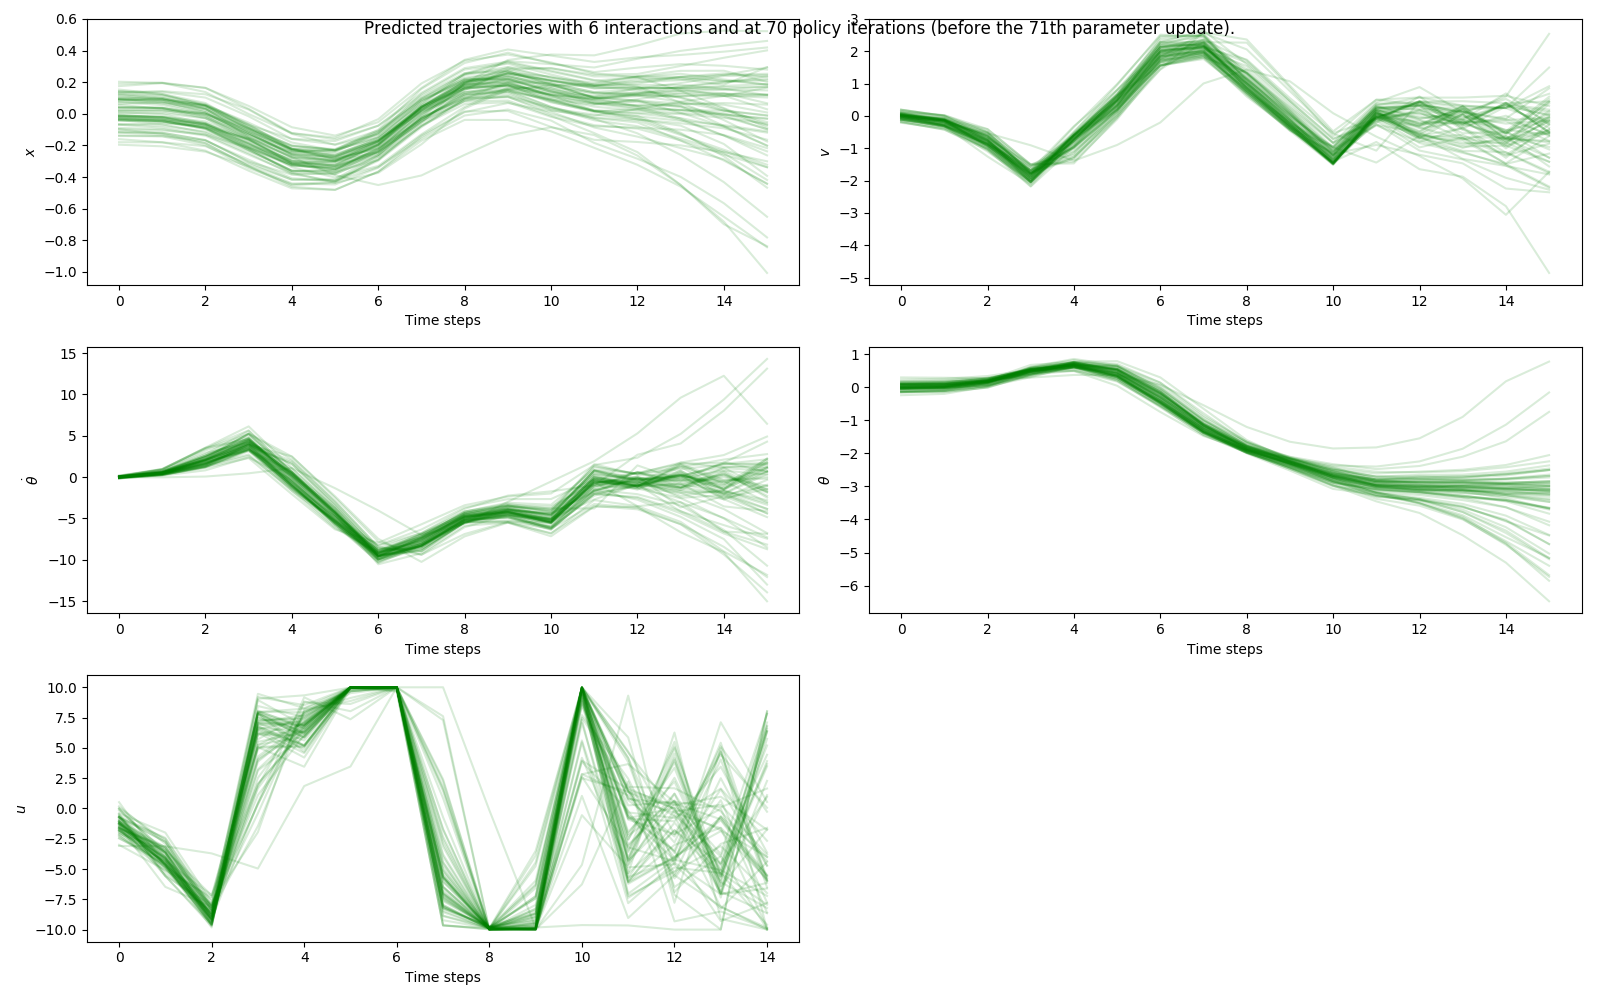 Predicted trajectories with 6 interactions and at 70 policy iterations (before the 71th parameter update).
0.6
0.4
0.2
0.0
−0.2
−0.4
−0.6
−0.8
−1.0
x
0 2 4 6 8 10 12 14
Time steps
3
2
1
0
−1
−2
−3
−4
−5
v
0 2 4 6 8 10 12 14
Time steps
15
10
5
0
−5
−10
−15
θ̇
0 2 4 6 8 10 12 14
Time steps
1
0
−1
−2
−3
−4
−5
−6
θ
0 2 4 6 8 10 12 14
Time steps
10.0
7.5
5.0
2.5
0.0
−2.5
−5.0
−7.5
−10.0
u
0 2 4 6 8 10 12 14
Time steps